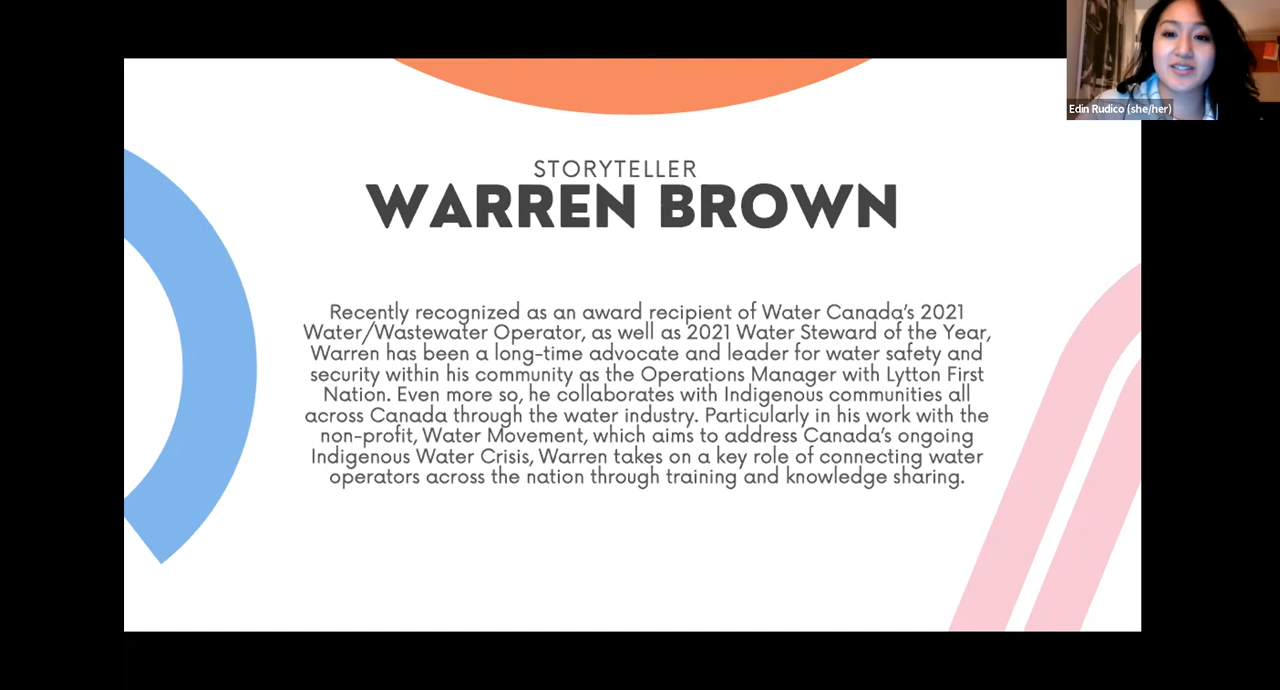 Edin Rudico (she/her)
STORYTELLER
WARREN BROWN
Recently recognized as an award recipient of Water Canada's 2021
Water/Wastewater Operator, as well as 2021 Water Steward of the Year,
Warren has been a long-time advocate and leader for water safety and
security within his community as the Operations Manager with Lytton First
Nation. Even more so, he collaborates with Indigenous communities all
across Canada through the water industry. Particularly in his work with the
non-profit, Water Movement, which aims to address Canada's ongoing
Indigenous Water Crisis, Warren takes on a key role of connecting water
operators across the nation through training and knowledge sharing.